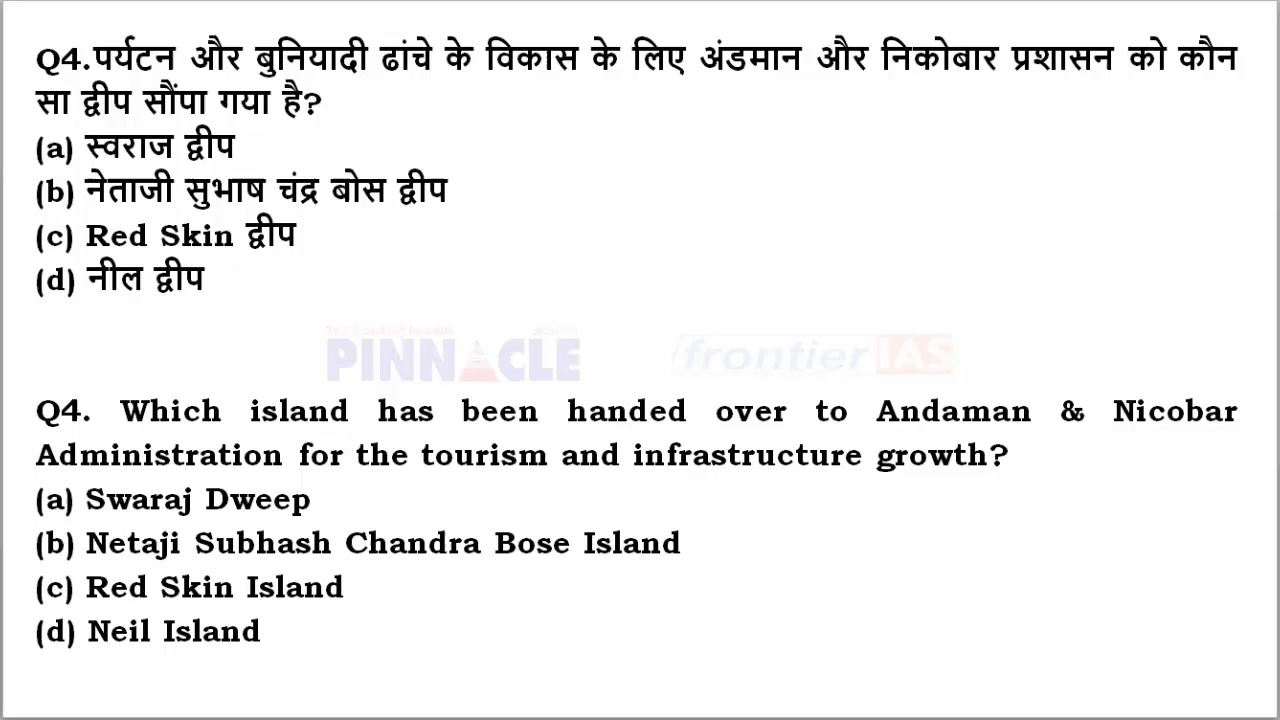 Q4.पर्यटन और बुनियादी ढांचे के विकास के लिए अंडमान और निकोबार प्रशासन को कौन
सा द्वीप सौंपा गया है?
(a) स्वराज द्वीप
(b) नेताजी सुभाष चंद्र बोस द्वीप
(c) Red Skin द्वीप
(d) नील द्वीप
PINNACLE
frontier IAS
Q4. Which island has been handed over to Andaman & Nicobar
Administration for the tourism and infrastructure growth?
(a) Swaraj Dweep
(b) Netaji Subhash Chandra Bose Island
(c) Red Skin Island
(d) Neil Island